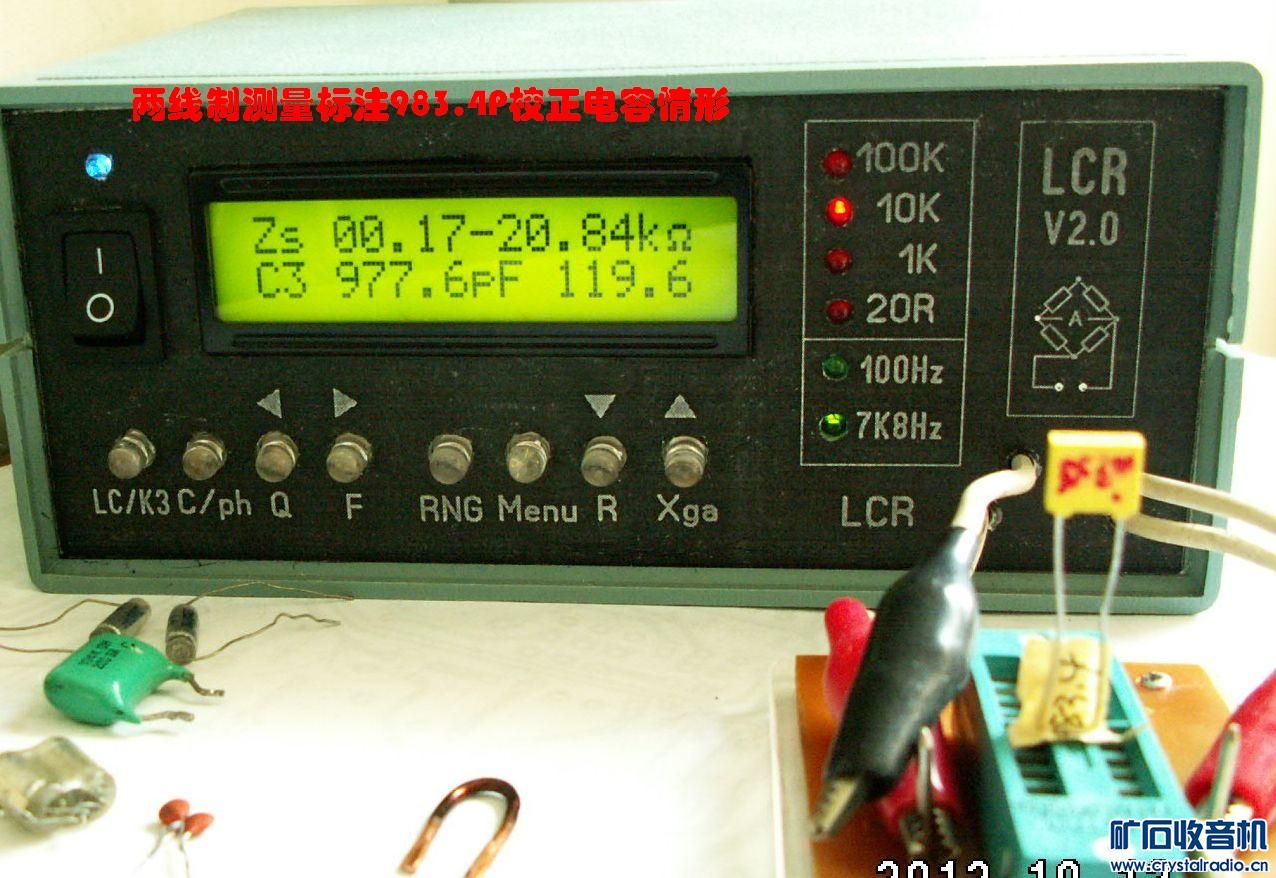 两线制测量标注983.4P校正电容情形
Zs 00.17-20.84kΩ
C3 977.6pF 119.6
100K
10K
1K
20R
100Hz
7K8Hz
LCR
V2.0
A
LC/K3 C/ph Q F RNG Menu R Xga
LCR
83.4
矿石收音机
www.crystalradio.cn